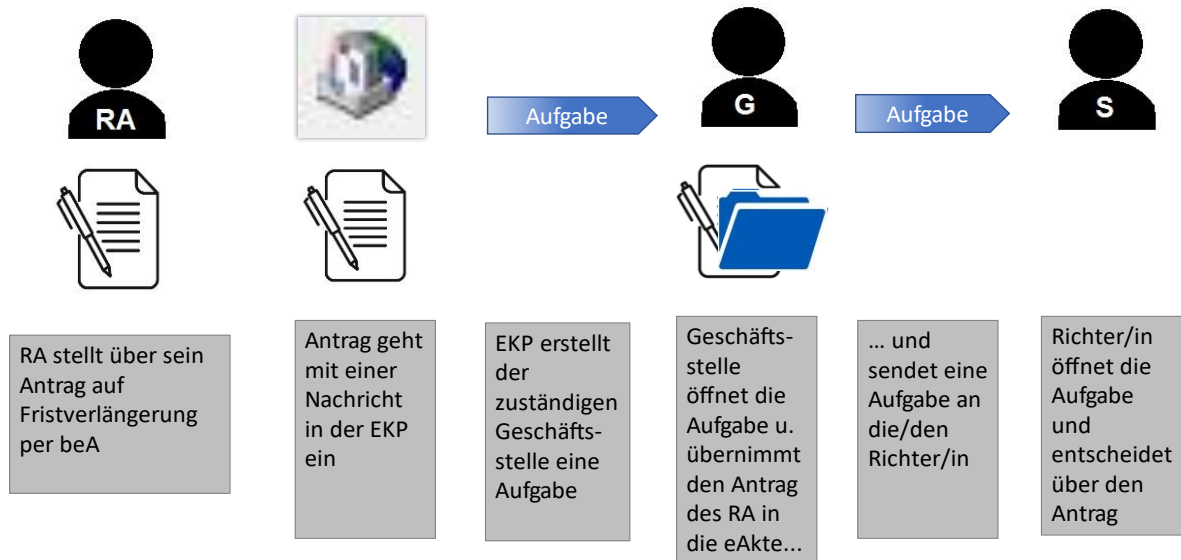 RA
Aufgabe
G
Aufgabe
S
RA stellt über sein
Antrag auf
Fristverlängerung
per beA
Antrag geht
mit einer
Nachricht
in der EKP
ein
EKP erstellt
der
zuständigen
Geschäfts-
stelle eine
Aufgabe
Geschäfts-
stelle
öffnet die
Aufgabe u.
übernimmt
den Antrag
des RA in
die eAkte...
... und
sendet eine
Aufgabe an
die/den
Richter/in
Richter/in
öffnet die
Aufgabe
und
entscheidet
über den
Antrag